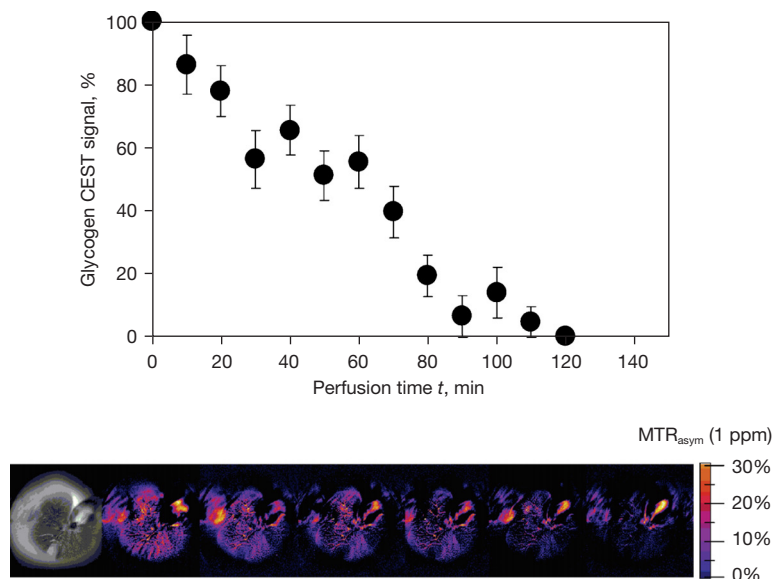 100
80
60
40
20
0
Glycogen CEST signal, %
0 20 40 60 80 100 120 140
Perfusion time t, min
MTRasym (1 ppm)
30%
20%
10%
0%